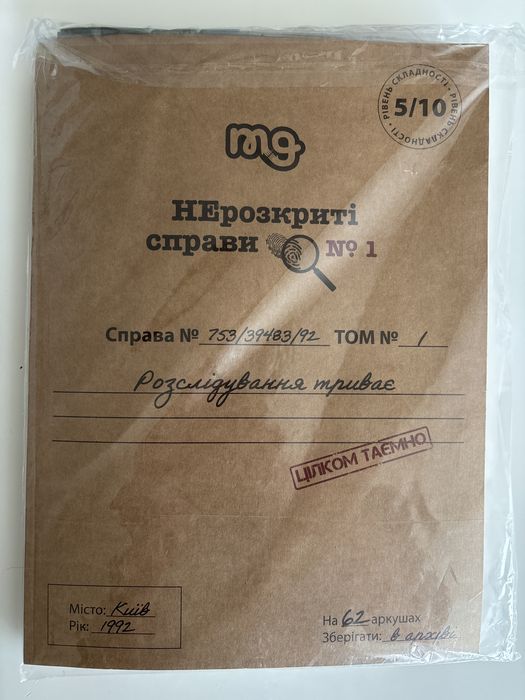 РІВЕНЬ СКЛАДНОСТІ • РІВЕНЬ СКЛАДНОСТІ •
5/10
mg
НЕрозкриті
справи № 1
Справа № 753/39483/92 ТОМ № 1
Розслідування триває
ЦІЛКОМ ТАЄМНО
Місто: Київ
Рік: 1992
На 62 аркушах
Зберігати: в архіві